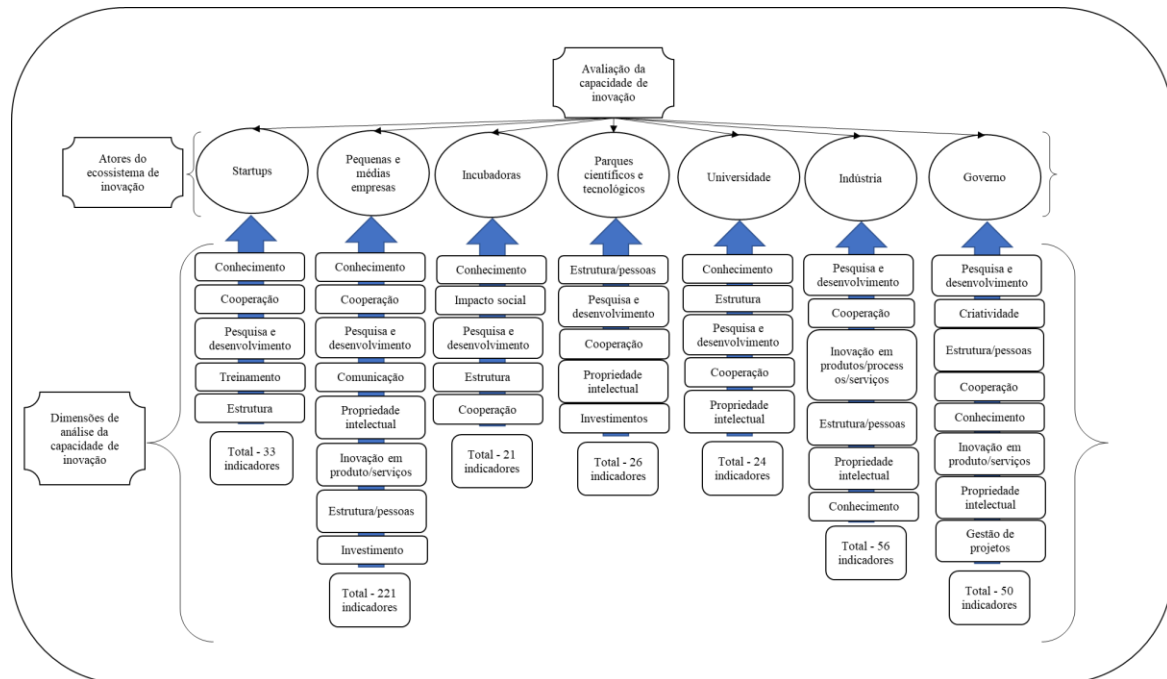 Avaliação da
capacidade de
inovação
Atores do
ecossistema de
inovação
Startups
Pequenas e
médias
empresas
Incubadoras
Parques
científicos e
tecnológicos
Universidade
Indústria
Governo
Dimensões de
análise da
capacidade de
inovação
Conhecimento
Cooperação
Pesquisa e
desenvolvimento
Treinamento
Estrutura
Total - 33
indicadores
Conhecimento
Cooperação
Pesquisa e
desenvolvimento
Comunicação
Propriedade
intelectual
Inovação em
produto/serviços
Estrutura/pessoas
Investimento
Total - 221
indicadores
Conhecimento
Impacto social
Pesquisa e
desenvolvimento
Estrutura
Cooperação
Total - 21
indicadores
Estrutura/pessoas
Pesquisa e
desenvolvimento
Cooperação
Propriedade
intelectual
Investimentos
Total - 26
indicadores
Conhecimento
Estrutura
Pesquisa e
desenvolvimento
Cooperação
Propriedade
intelectual
Total - 24
indicadores
Pesquisa e
desenvolvimento
Cooperação
Inovação em
produtos/process
os/serviços
Estrutura/pessoas
Propriedade
intelectual
Conhecimento
Total - 56
indicadores
Pesquisa e
desenvolvimento
Criatividade
Estrutura/pessoas
Cooperação
Conhecimento
Inovação em
produto/serviços
Propriedade
intelectual
Gestão de
projetos
Total - 50
indicadores